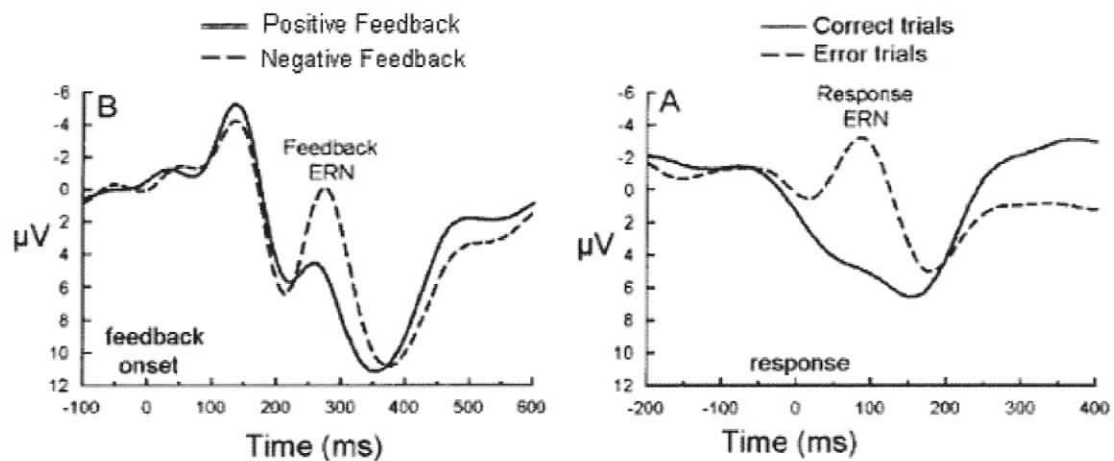 Positive Feedback
Negative Feedback
B
Feedback
ERN
feedback
onset
µV
-6
-4
-2
0
2
4
6
8
10
12
-100 0 100 200 300 400 500 600
Time (ms)
Correct trials
Error trials
A
Response
ERN
response
µV
-6
-4
-2
0
2
4
6
8
10
12
-200 -100 0 100 200 300 400
Time (ms)